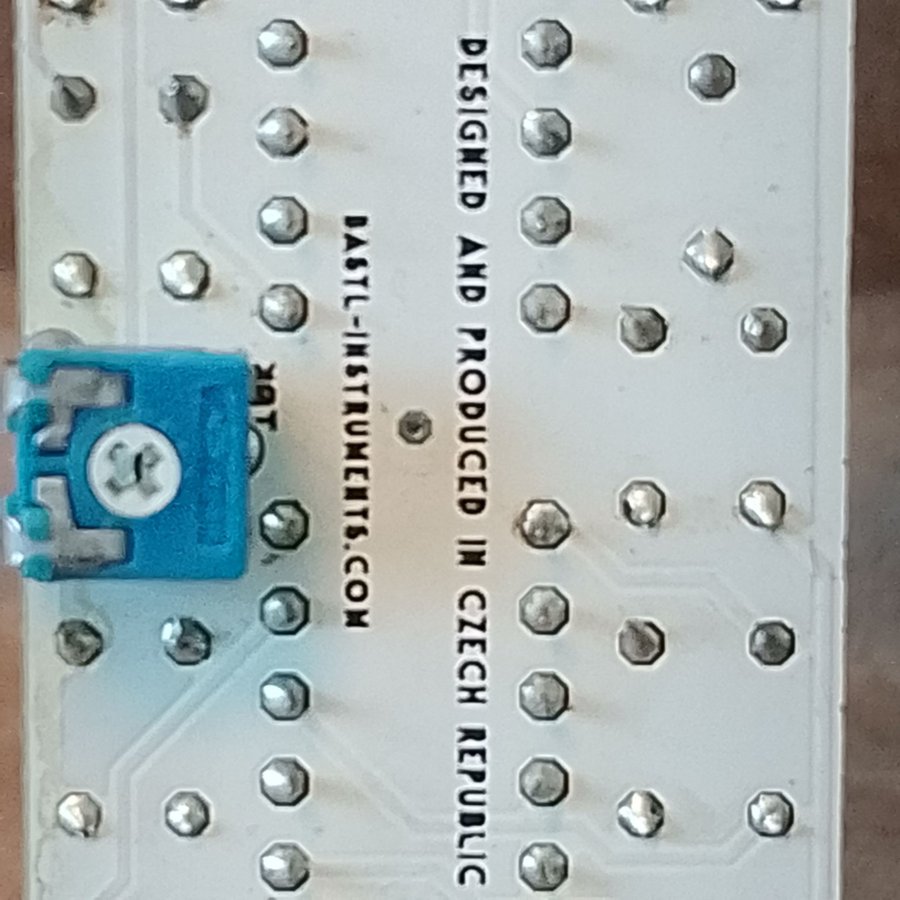 DESIGNED AND PRODUCED IN CZECH REPUBLIC
BASTL-INSTRUMENTS.COM